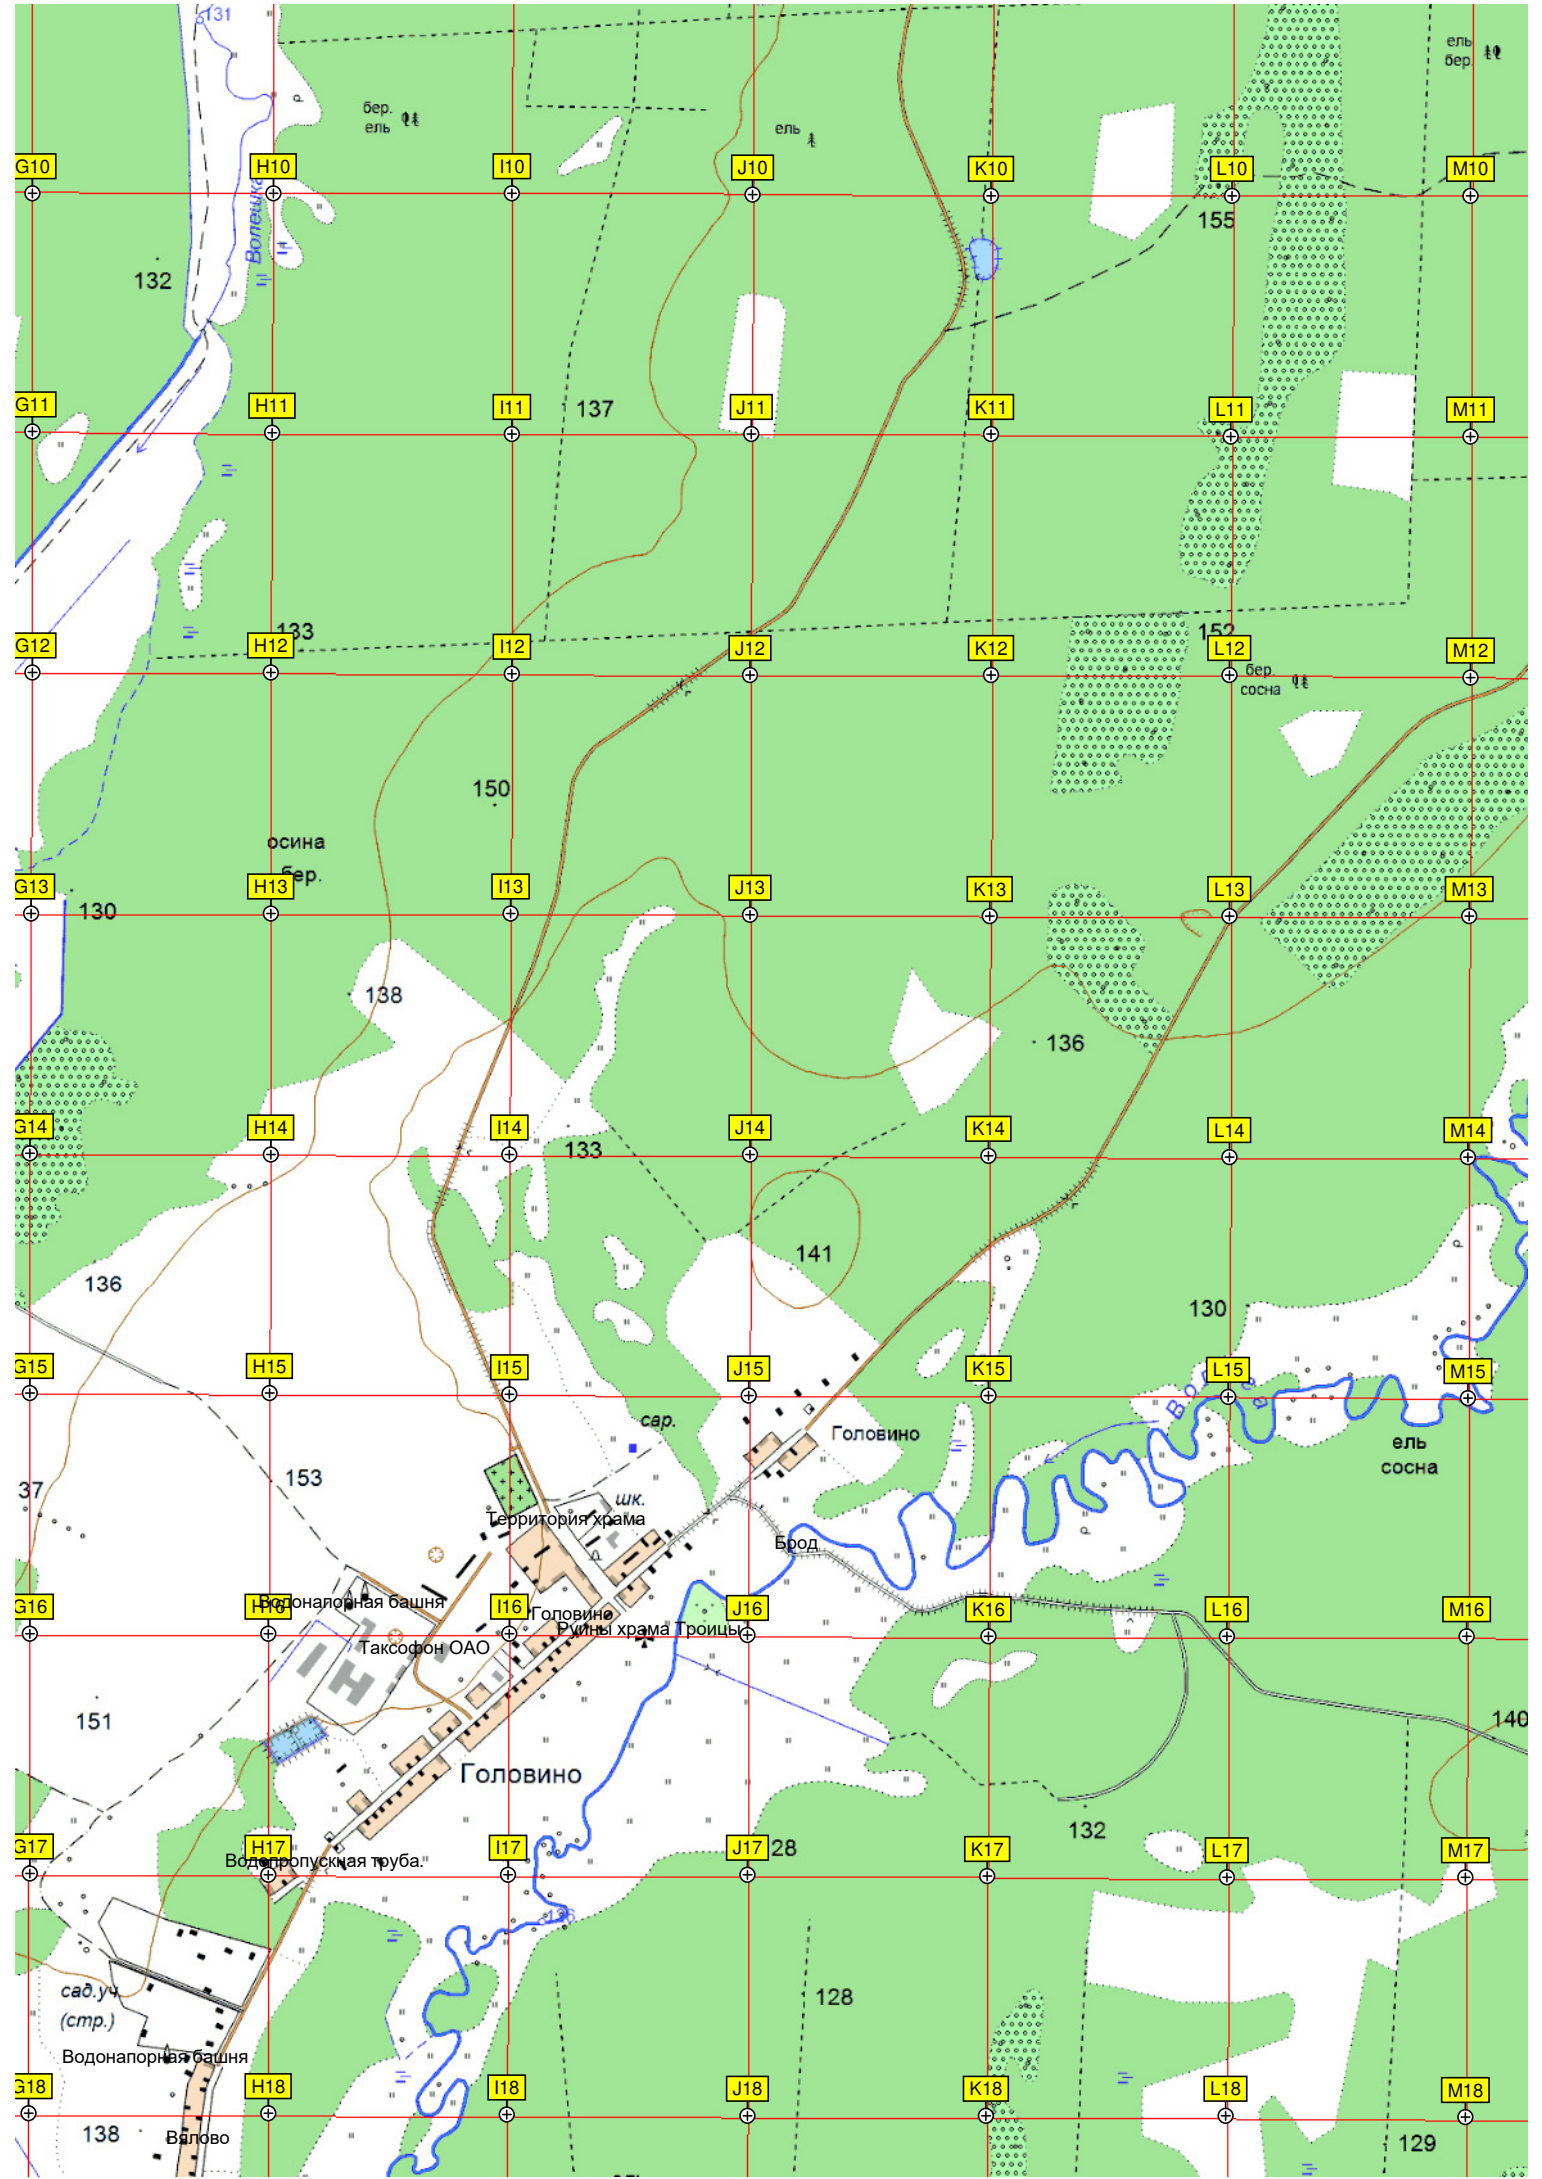 131
ель
бер.
бер.
ель
ель
G10
H10
I10
J10
K10
L10
M10
Волешка
155
132
G11
H11
I11
137
J11
K11
L11
M11
133
152
G12
H12
I12
J12
K12
L12
M12
бер.
сосна
150
осина
бер.
G13
H13
I13
J13
K13
L13
M13
130
138
136
G14
H14
I14
J14
K14
L14
M14
133
141
136
130
G15
H15
I15
J15
K15
L15
M15
сар.
Головино
ель
сосна
37
153
шк.
Территория храма
Брод
Водонапорная башня
G16
H16
I16
J16
K16
L16
M16
Головино
Руины храма Троицы
Таксофон ОАО
151
140
Головино
132
G17
H17
I17
J17
28
K17
L17
M17
Водопропускная труба.
126
сад.уч.
(стр.)
128
Водонапорная башня
G18
H18
I18
J18
K18
L18
M18
138
Вялово
129